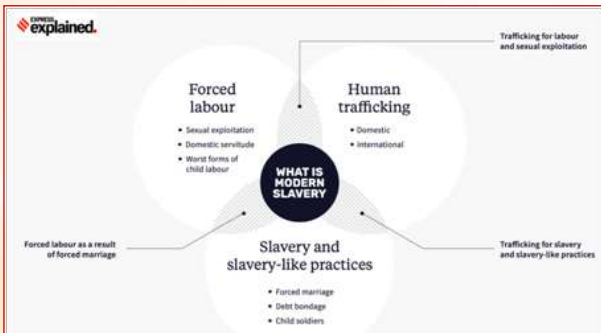 EXPRESS
explained.
Trafficking for labour
and sexual exploitation
Forced
labour
• Sexual exploitation
• Domestic servitude
• Worst forms of
child labour
Human
trafficking
• Domestic
• International
WHAT IS
MODERN
SLAVERY
Forced labour as a result
of forced marriage
Slavery and
slavery-like practices
• Forced marriage
• Debt bondage
• Child soldiers
Trafficking for slavery
and slavery-like practices